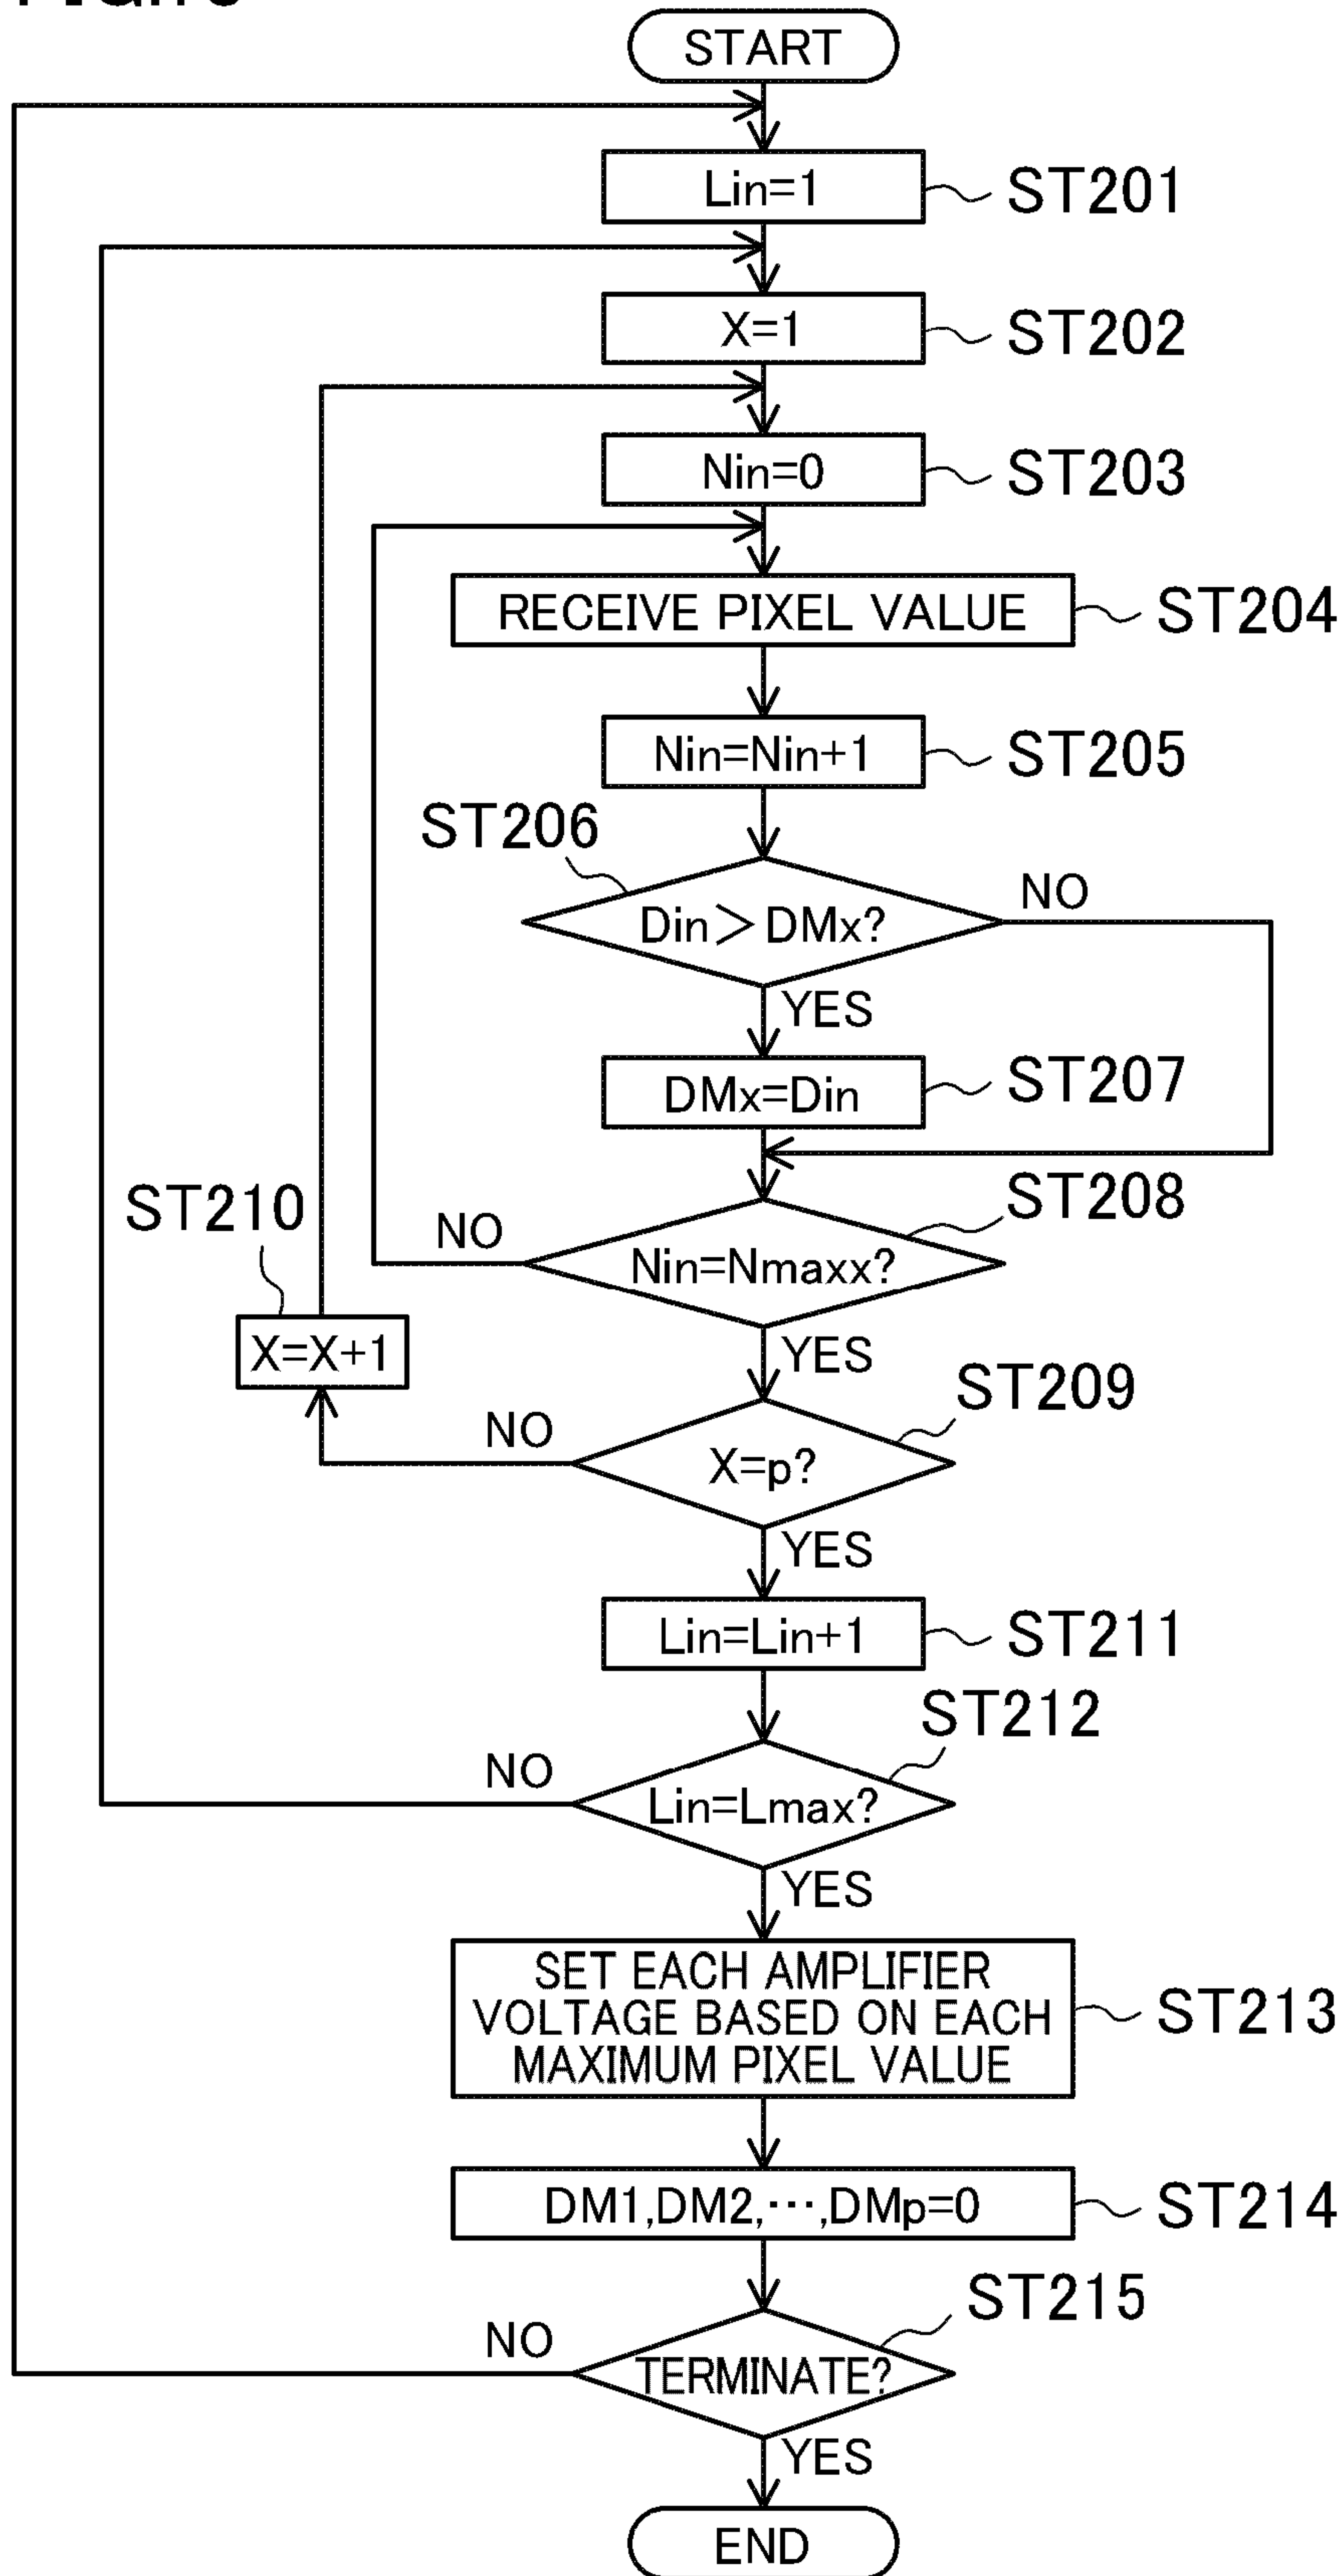 START
Lin=1
ST201
X=1
ST202
Nin=0
ST203
RECEIVE PIXEL VALUE
ST204
Nin=Nin+1
ST205
ST206
Din＞DMx?
NO
YES
DMx=Din
ST207
ST208
Nin=Nmaxx?
NO
YES
ST210
X=X+1
ST209
X=p?
NO
YES
Lin=Lin+1
ST211
ST212
Lin=Lmax?
NO
YES
SET EACH AMPLIFIER
VOLTAGE BASED ON EACH
MAXIMUM PIXEL VALUE
ST213
DM1,DM2,⋯,DMp=0
ST214
ST215
TERMINATE?
NO
YES
END